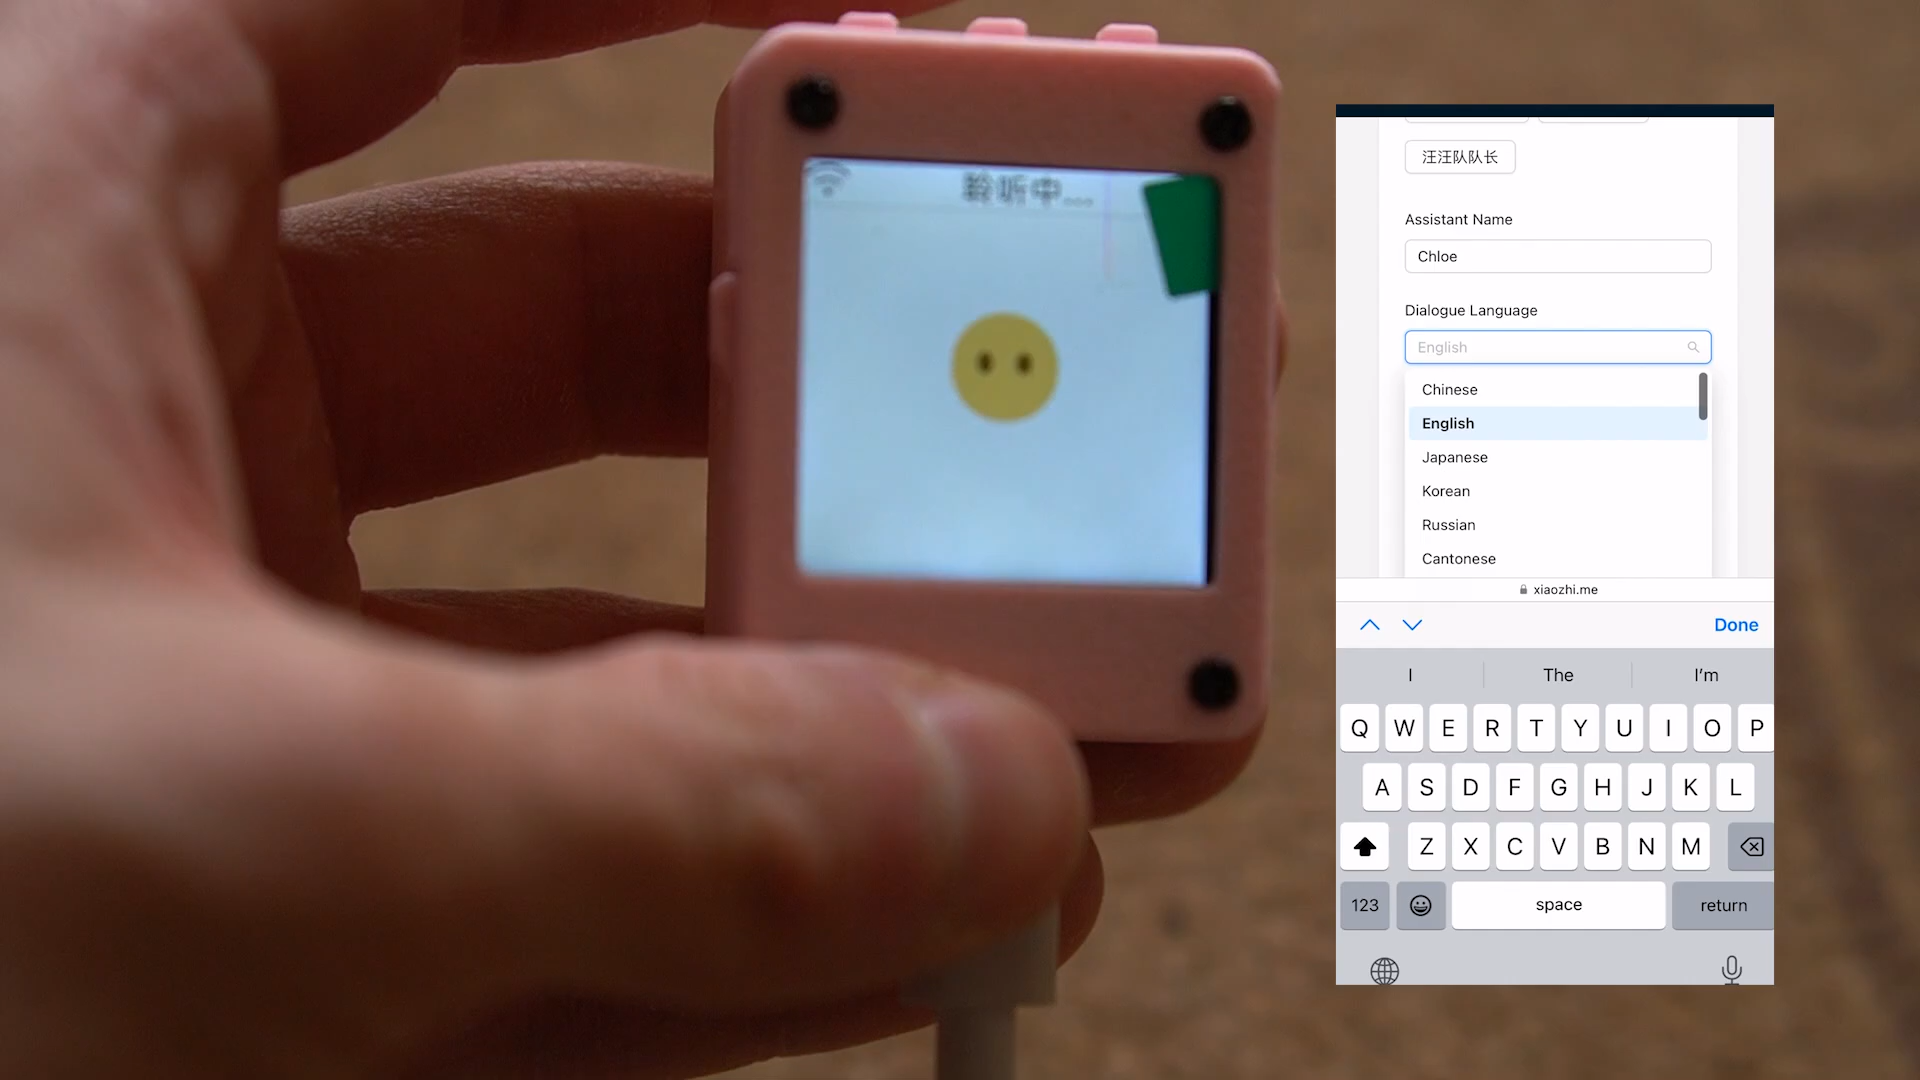 聆听中...
汪汪队队长
Assistant Name
Chloe
Dialogue Language
English
Chinese
English
Japanese
Korean
Russian
Cantonese
xiaozhi.me
Done
I The I'm
Q W E R T Y U I O P
A S D F G H J K L
Z X C V B N M
123 space return